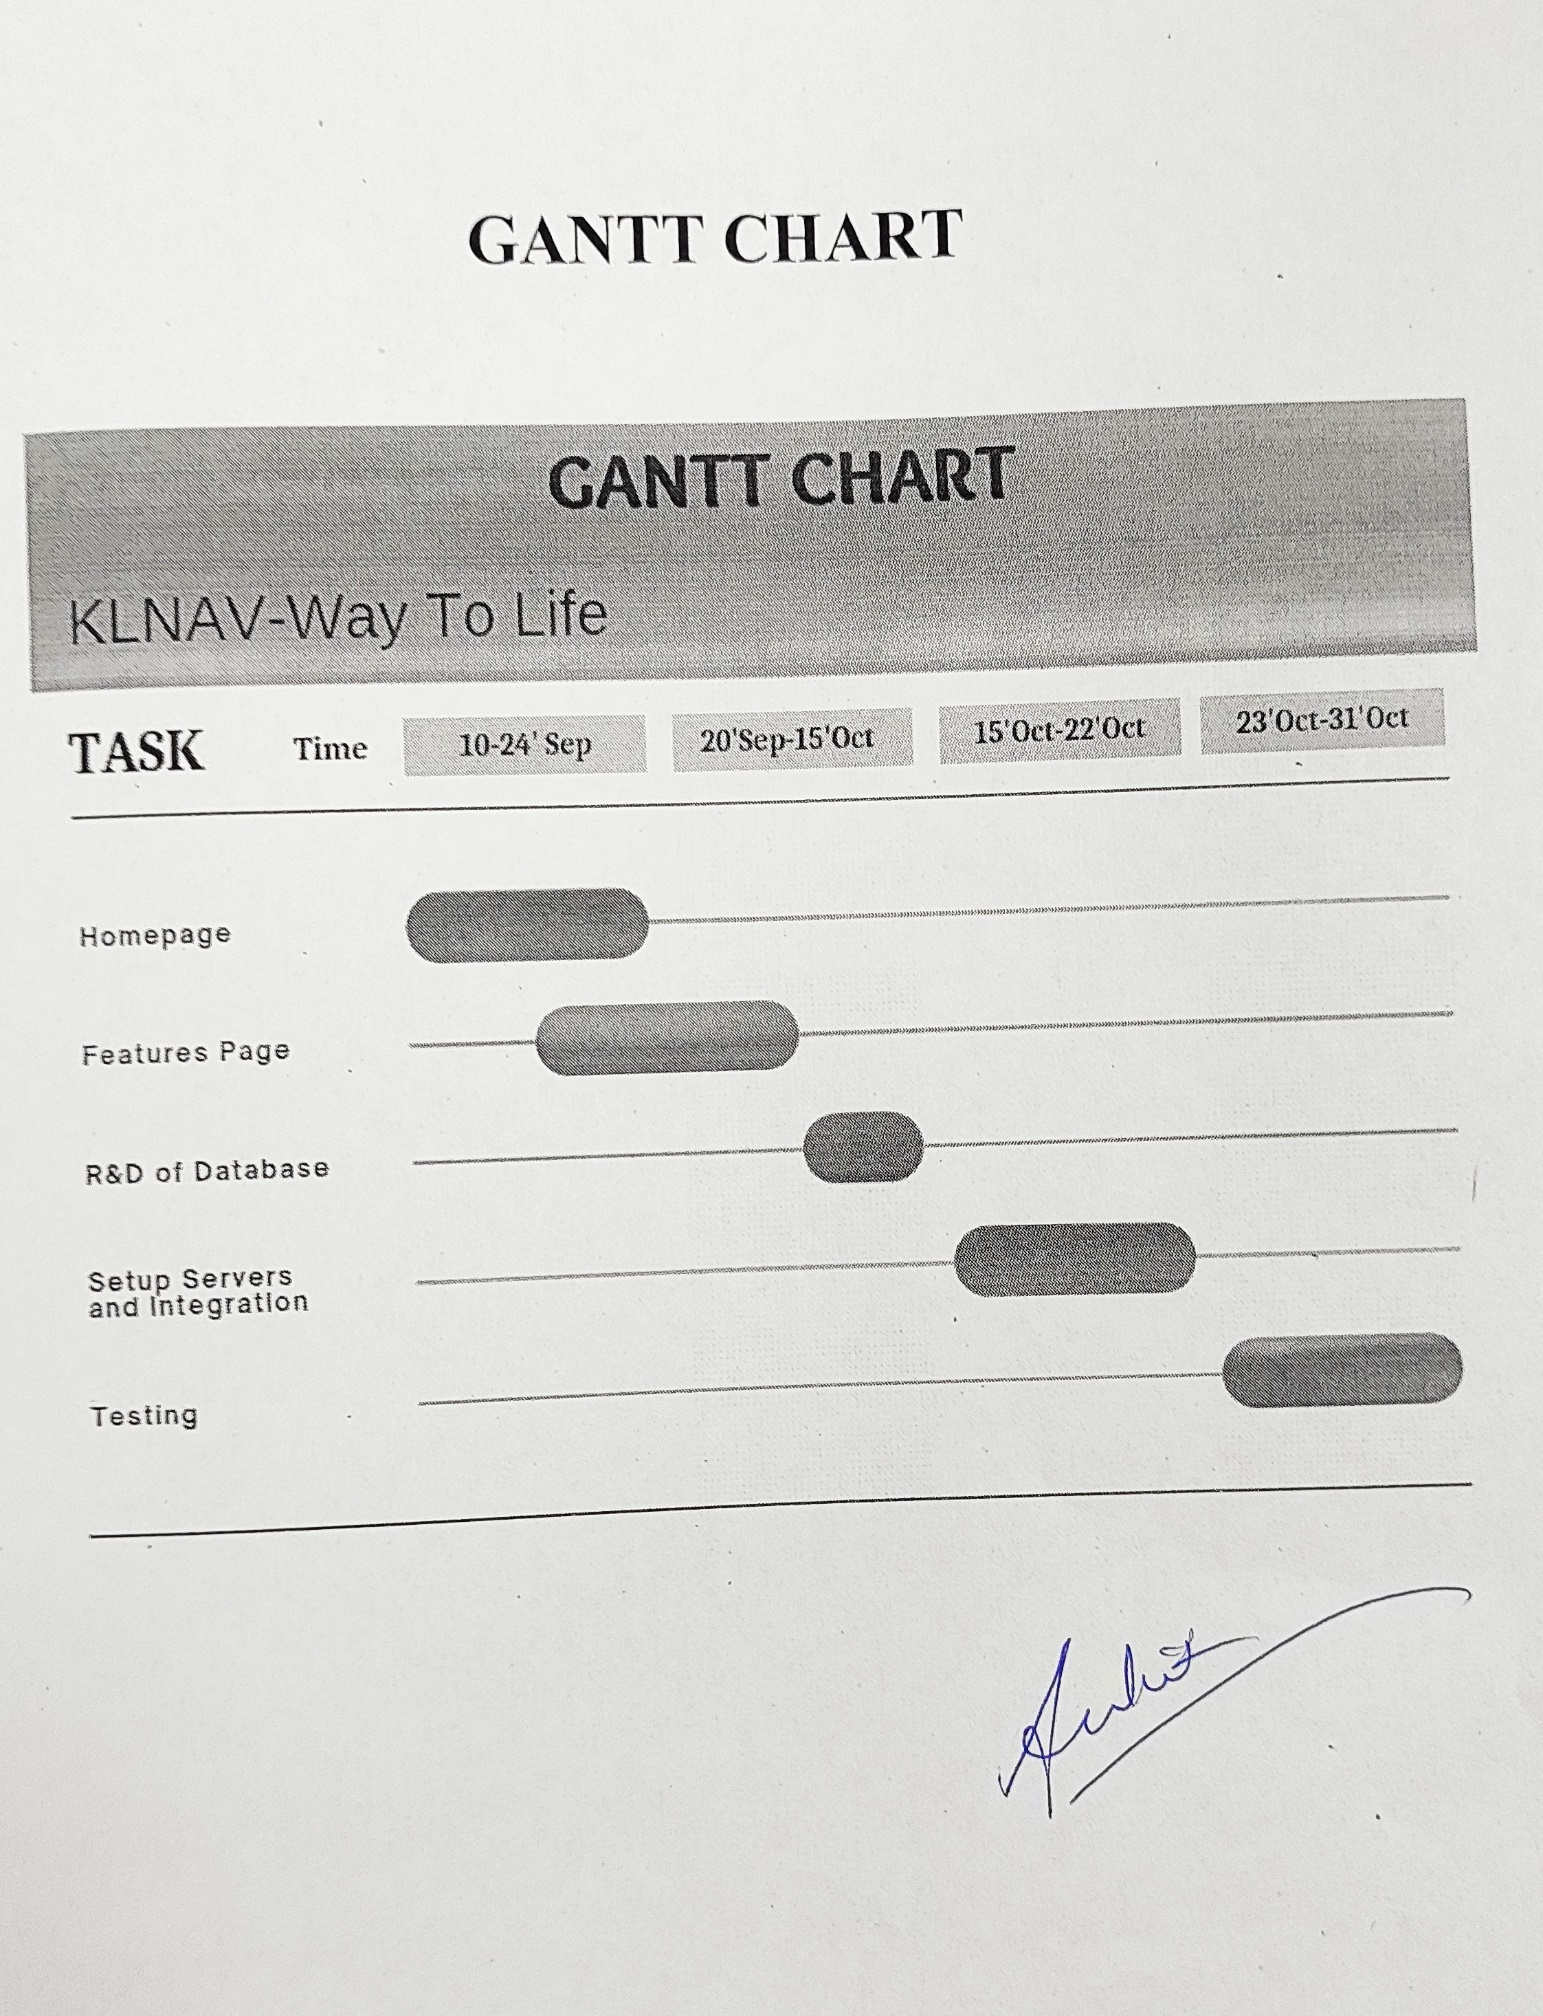 GANTT CHART
GANTT CHART
KLNAV-Way To Life
TASK Time 10-24' Sep 20'Sep-15'Oct 15'Oct-22'Oct 23'Oct-31'Oct
Homepage
Features Page
R&D of Database
Setup Servers
and Integration
Testing